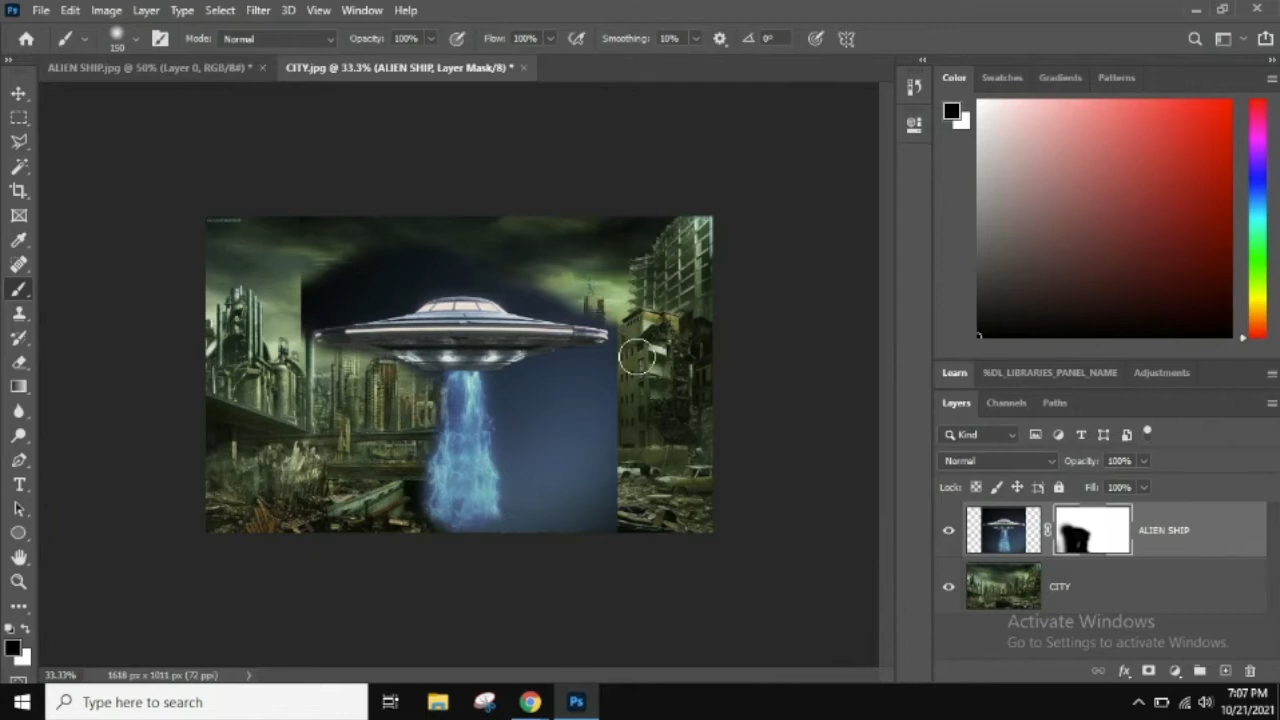 Ps File Edit Image Layer Type Select Filter 3D View Window Help
150 Mode: Normal Opacity: 100% Flow: 100% Smoothing: 10% 0°
ALIEN SHIP.jpg @ 50% (Layer 0, RGB/8#) * × CITY.jpg @ 33.3% (ALIEN SHIP, Layer Mask/8) * ×
Color Swatches Gradients Patterns
Learn %DL_LIBRARIES_PANEL_NAME Adjustments
Layers Channels Paths
Kind
Normal Opacity: 100%
Lock: Fill: 100%
ALIEN SHIP
CITY
Activate Windows
Go to Settings to activate Windows.
33.33% 1618 px x 1011 px (72 ppi)
Type here to search
Ps
7:07 PM
10/21/2021